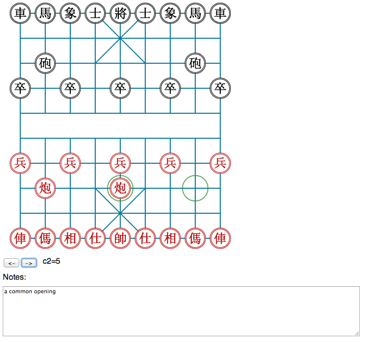 車馬象士將士象馬車
砲砲
卒卒卒卒卒
兵兵兵兵兵
炮炮
俥傌相仕帥仕相傌俥
<- -> c2=5
Notes:
a common opening